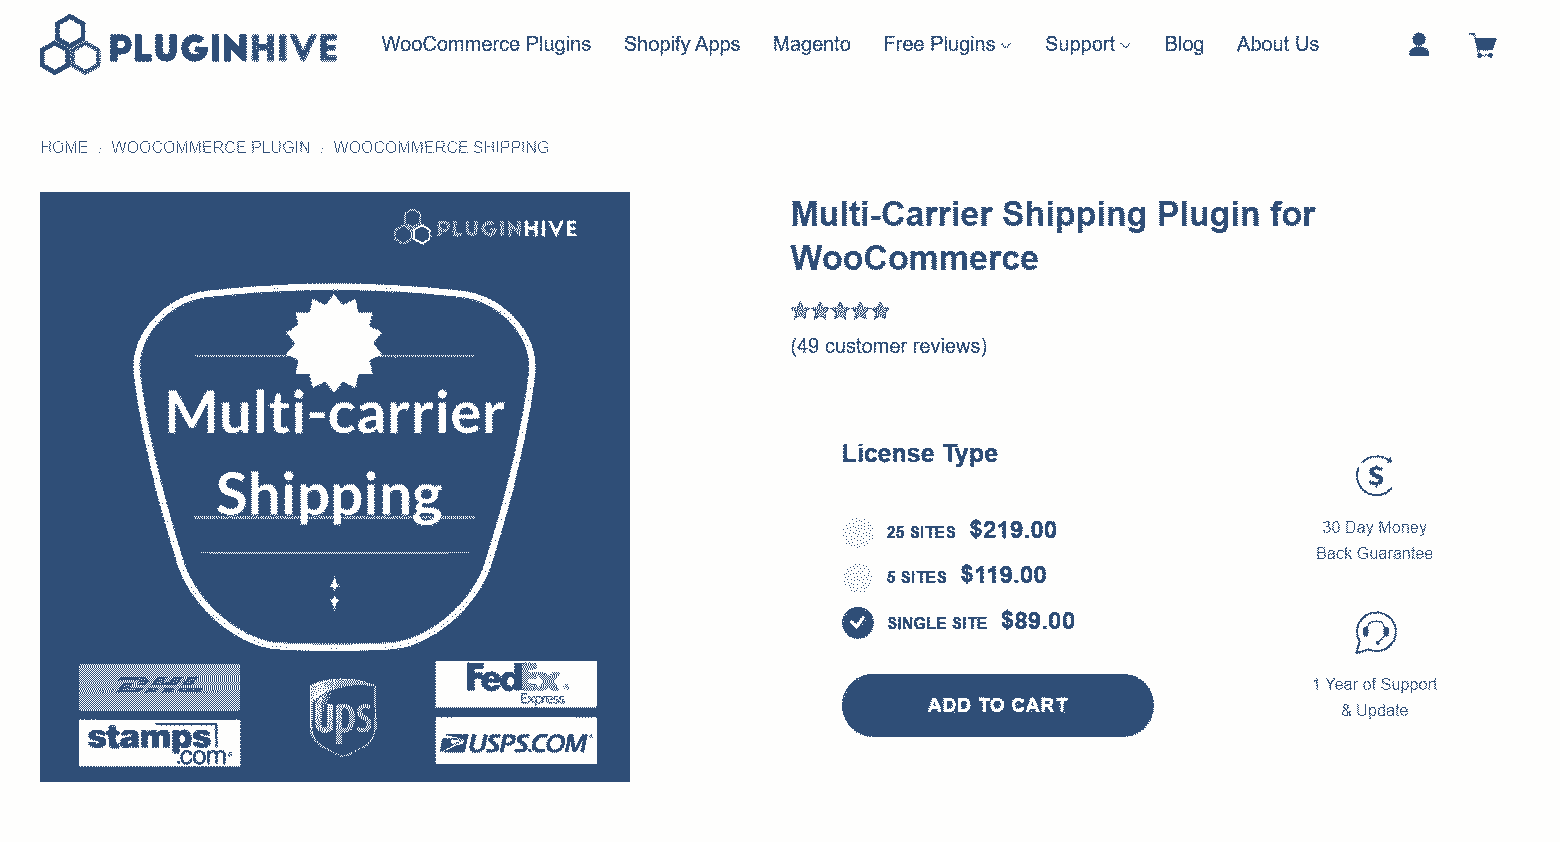 PLUGINHIVE
WooCommerce Plugins Shopify Apps Magento Free Plugins Support Blog About Us
HOME / WOOCOMMERCE PLUGIN / WOOCOMMERCE SHIPPING
PLUGINHIVE
Multi-carrier
Shipping
DHL
stamps
.com
ups
FedEx
Express
USPS.COM
Multi-Carrier Shipping Plugin for
WooCommerce
(49 customer reviews)
License Type
25 SITES $219.00
5 SITES $119.00
SINGLE SITE $89.00
ADD TO CART
30 Day Money
Back Guarantee
1 Year of Support
& Update